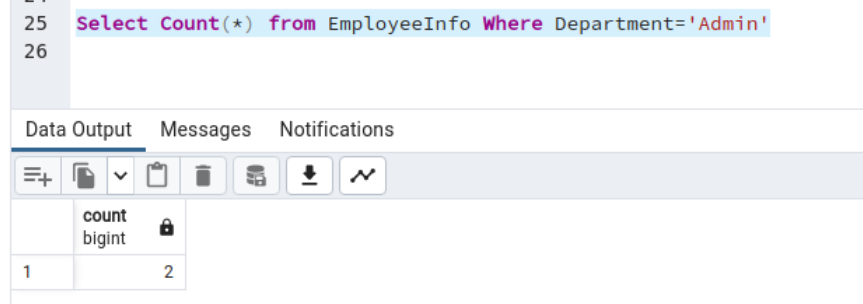 25 Select Count(*) from EmployeeInfo Where Department='Admin'
26
Data Output Messages Notifications
count
bigint
1 2